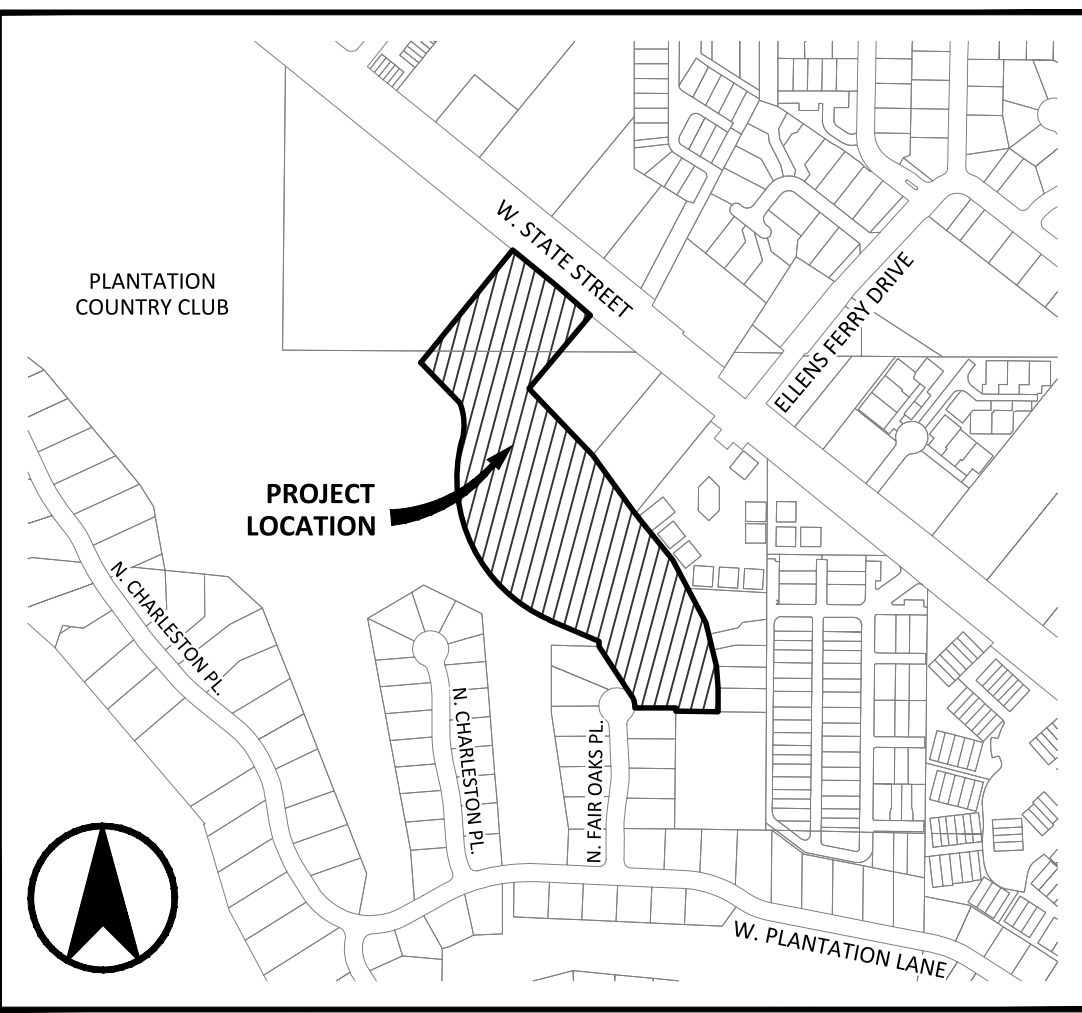 W. STATE STREET
PLANTATION
COUNTRY CLUB
ELLENS FERRY DRIVE
PROJECT
LOCATION
N. CHARLESTON PL.
N. CHARLESTON PL.
N. FAIR OAKS PL.
W. PLANTATION LANE